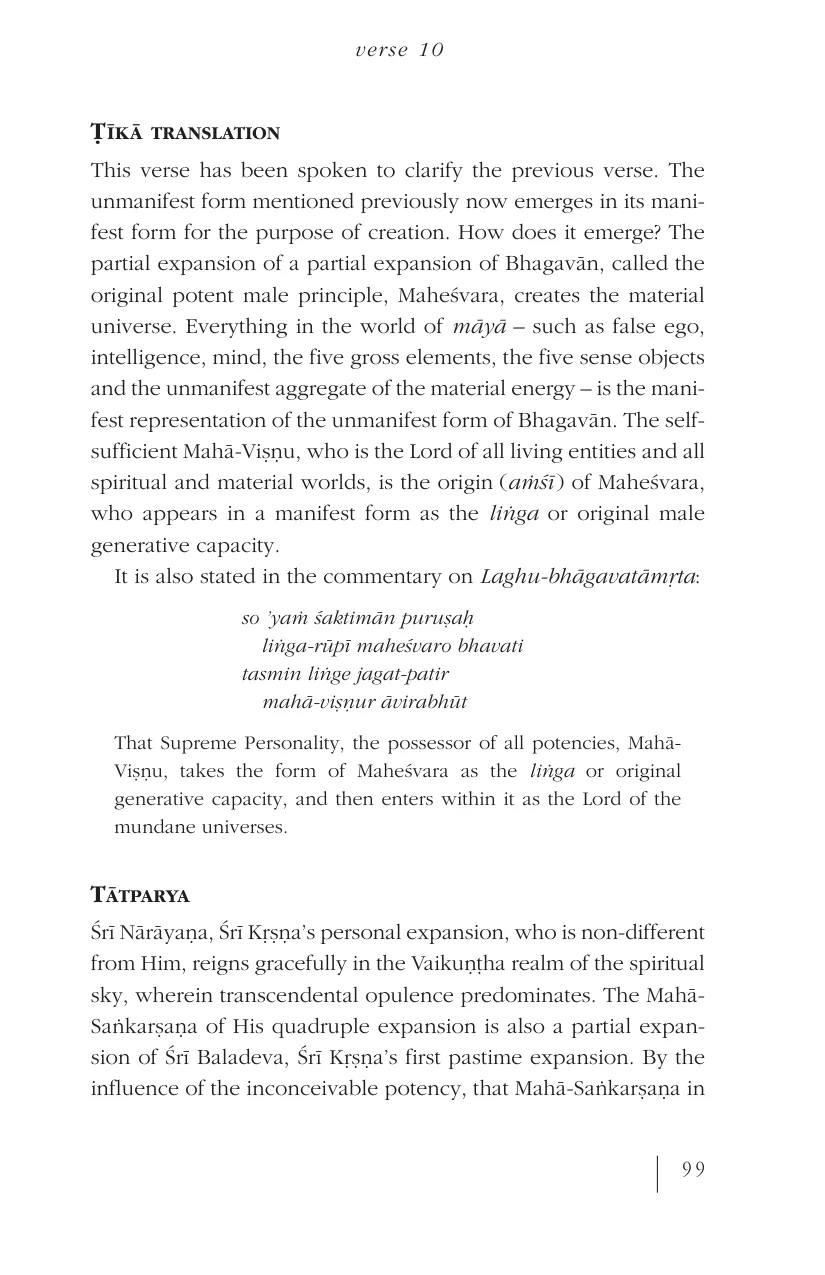 verse 10
Ṭīkā translation
This verse has been spoken to clarify the previous verse. The
unmanifest form mentioned previously now emerges in its mani-
fest form for the purpose of creation. How does it emerge? The
partial expansion of a partial expansion of Bhagavān, called the
original potent male principle, Maheśvara, creates the material
universe. Everything in the world of māyā – such as false ego,
intelligence, mind, the five gross elements, the five sense objects
and the unmanifest aggregate of the material energy – is the mani-
fest representation of the unmanifest form of Bhagavān. The self-
sufficient Mahā-Viṣṇu, who is the Lord of all living entities and all
spiritual and material worlds, is the origin (aṁśī) of Maheśvara,
who appears in a manifest form as the liṅga or original male
generative capacity.
It is also stated in the commentary on Laghu-bhāgavatāmṛta:
so ’yaṁ śaktimān puruṣaḥ
liṅga-rūpī maheśvaro bhavati
tasmin liṅge jagat-patir
mahā-viṣṇur āvirabhūt
That Supreme Personality, the possessor of all potencies, Mahā-
Viṣṇu, takes the form of Maheśvara as the liṅga or original
generative capacity, and then enters within it as the Lord of the
mundane universes.
Tātparya
Śrī Nārāyaṇa, Śrī Kṛṣṇa’s personal expansion, who is non-different
from Him, reigns gracefully in the Vaikuṇṭha realm of the spiritual
sky, wherein transcendental opulence predominates. The Mahā-
Saṅkarṣaṇa of His quadruple expansion is also a partial expan-
sion of Śrī Baladeva, Śrī Kṛṣṇa’s first pastime expansion. By the
influence of the inconceivable potency, that Mahā-Saṅkarṣaṇa in
99